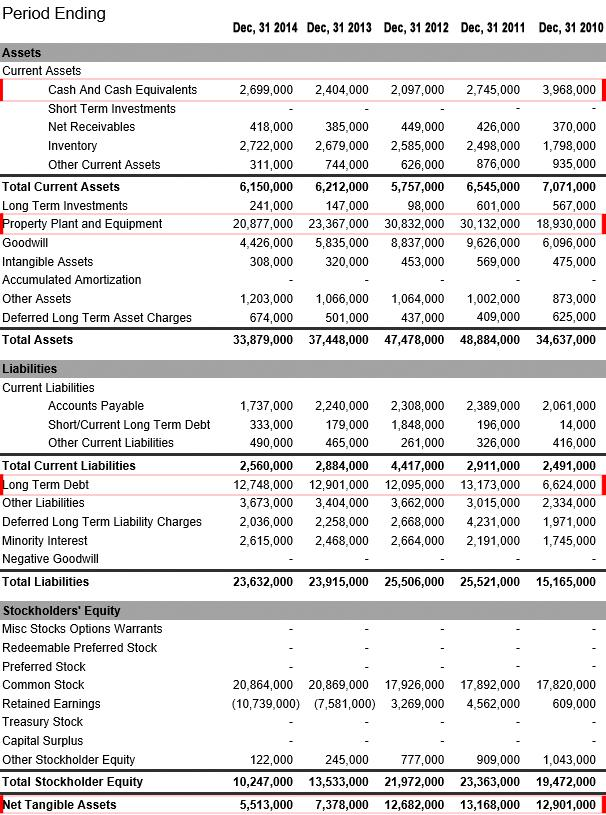 Period Ending
Dec, 31 2014 Dec, 31 2013 Dec, 31 2012 Dec, 31 2011 Dec, 31 2010
Assets
Current Assets
Cash And Cash Equivalents 2,699,000 2,404,000 2,097,000 2,745,000 3,968,000
Short Term Investments - - - - -
Net Receivables 418,000 385,000 449,000 426,000 370,000
Inventory 2,722,000 2,679,000 2,585,000 2,498,000 1,798,000
Other Current Assets 311,000 744,000 626,000 876,000 935,000
Total Current Assets 6,150,000 6,212,000 5,757,000 6,545,000 7,071,000
Long Term Investments 241,000 147,000 98,000 601,000 567,000
Property Plant and Equipment 20,877,000 23,367,000 30,832,000 30,132,000 18,930,000
Goodwill 4,426,000 5,835,000 8,837,000 9,626,000 6,096,000
Intangible Assets 308,000 320,000 453,000 569,000 475,000
Accumulated Amortization - - - - -
Other Assets 1,203,000 1,066,000 1,064,000 1,002,000 873,000
Deferred Long Term Asset Charges 674,000 501,000 437,000 409,000 625,000
Total Assets 33,879,000 37,448,000 47,478,000 48,884,000 34,637,000
Liabilities
Current Liabilities
Accounts Payable 1,737,000 2,240,000 2,308,000 2,389,000 2,061,000
Short/Current Long Term Debt 333,000 179,000 1,848,000 196,000 14,000
Other Current Liabilities 490,000 465,000 261,000 326,000 416,000
Total Current Liabilities 2,560,000 2,884,000 4,417,000 2,911,000 2,491,000
Long Term Debt 12,748,000 12,901,000 12,095,000 13,173,000 6,624,000
Other Liabilities 3,673,000 3,404,000 3,662,000 3,015,000 2,334,000
Deferred Long Term Liability Charges 2,036,000 2,258,000 2,668,000 4,231,000 1,971,000
Minority Interest 2,615,000 2,468,000 2,664,000 2,191,000 1,745,000
Negative Goodwill - - - - -
Total Liabilities 23,632,000 23,915,000 25,506,000 25,521,000 15,165,000
Stockholders' Equity
Misc Stocks Options Warrants - - - - -
Redeemable Preferred Stock - - - - -
Preferred Stock - - - - -
Common Stock 20,864,000 20,869,000 17,926,000 17,892,000 17,820,000
Retained Earnings (10,739,000) (7,581,000) 3,269,000 4,562,000 609,000
Treasury Stock - - - - -
Capital Surplus - - - - -
Other Stockholder Equity 122,000 245,000 777,000 909,000 1,043,000
Total Stockholder Equity 10,247,000 13,533,000 21,972,000 23,363,000 19,472,000
Net Tangible Assets 5,513,000 7,378,000 12,682,000 13,168,000 12,901,000